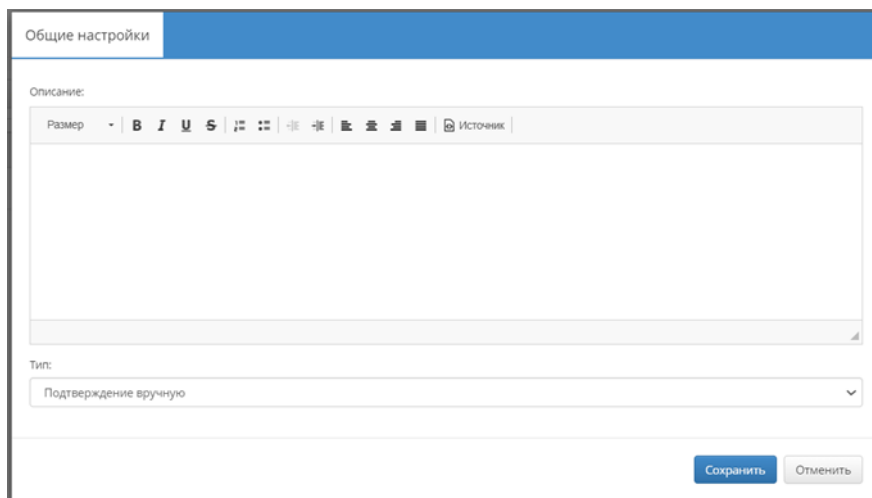 Общие настройки
Описание:
Размер B I U S Источник
Тип:
Подтверждение вручную
Сохранить Отменить